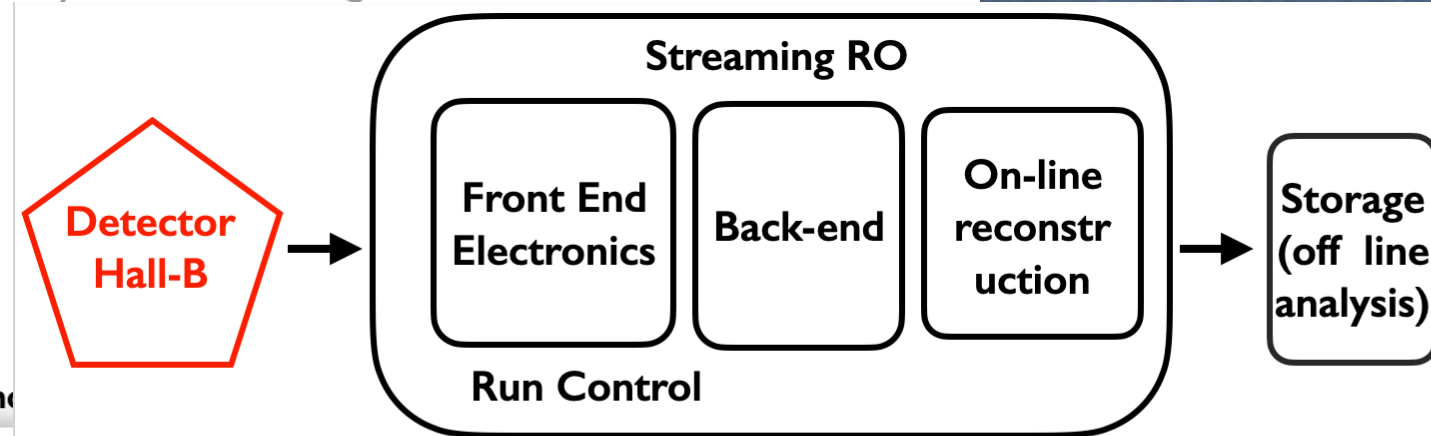 Streaming RO
Detector
Hall-B
Front End
Electronics
Back-end
On-line
reconstr
uction
Storage
(off line
analysis)
Run Control